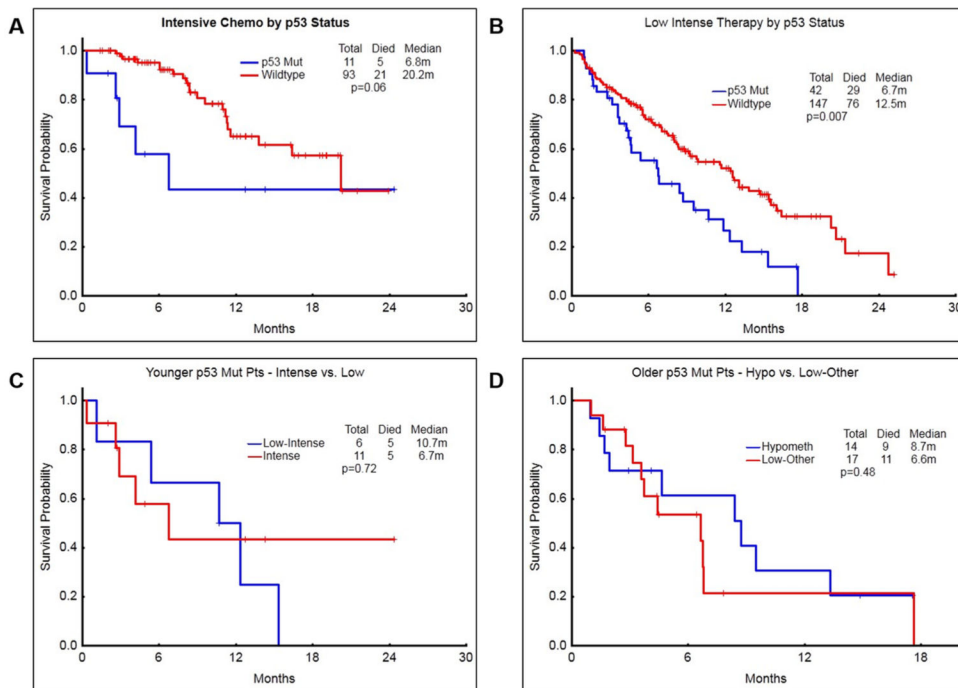 A
Intensive Chemo by p53 Status
Total Died Median
p53 Mut 11 5 6.8m
Wildtype 93 21 20.2m
p=0.06
Survival Probability
1.0
0.8
0.6
0.4
0.2
0.0
0 6 12 18 24 30
Months
B
Low Intense Therapy by p53 Status
Total Died Median
p53 Mut 42 29 6.7m
Wildtype 147 76 12.5m
p=0.007
Survival Probability
1.0
0.8
0.6
0.4
0.2
0.0
0 6 12 18 24 30
Months
C
Younger p53 Mut Pts - Intense vs. Low
Total Died Median
Low-Intense 6 5 10.7m
Intense 11 5 6.7m
p=0.72
Survival Probability
1.0
0.8
0.6
0.4
0.2
0.0
0 6 12 18 24 30
Months
D
Older p53 Mut Pts - Hypo vs. Low-Other
Total Died Median
Hypometh 14 9 8.7m
Low-Other 17 11 6.6m
p=0.48
Survival Probability
1.0
0.8
0.6
0.4
0.2
0.0
0 6 12 18
Months